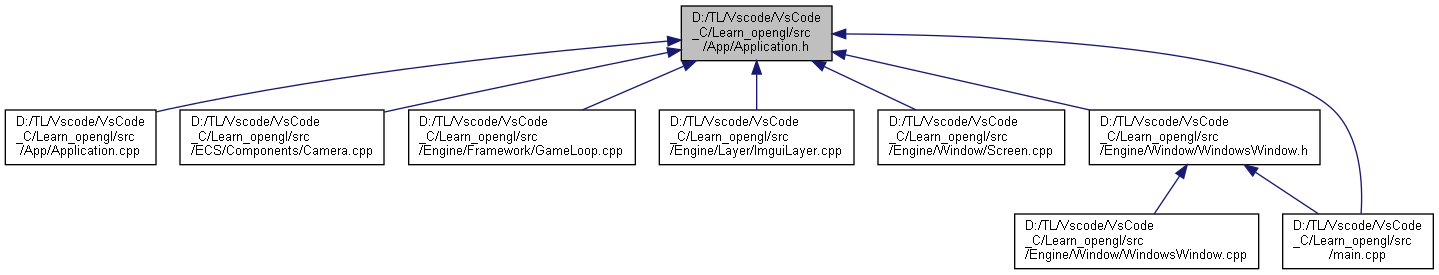 D:/TL/Vscode/VsCode
_C/Learn_opengl/src
/App/Application.h
D:/TL/Vscode/VsCode
_C/Learn_opengl/src
/App/Application.cpp
D:/TL/Vscode/VsCode
_C/Learn_opengl/src
/ECS/Components/Camera.cpp
D:/TL/Vscode/VsCode
_C/Learn_opengl/src
/Engine/Framework/GameLoop.cpp
D:/TL/Vscode/VsCode
_C/Learn_opengl/src
/Engine/Layer/ImguiLayer.cpp
D:/TL/Vscode/VsCode
_C/Learn_opengl/src
/Engine/Window/Screen.cpp
D:/TL/Vscode/VsCode
_C/Learn_opengl/src
/Engine/Window/WindowsWindow.h
D:/TL/Vscode/VsCode
_C/Learn_opengl/src
/Engine/Window/WindowsWindow.cpp
D:/TL/Vscode/VsCode
_C/Learn_opengl/src
/main.cpp